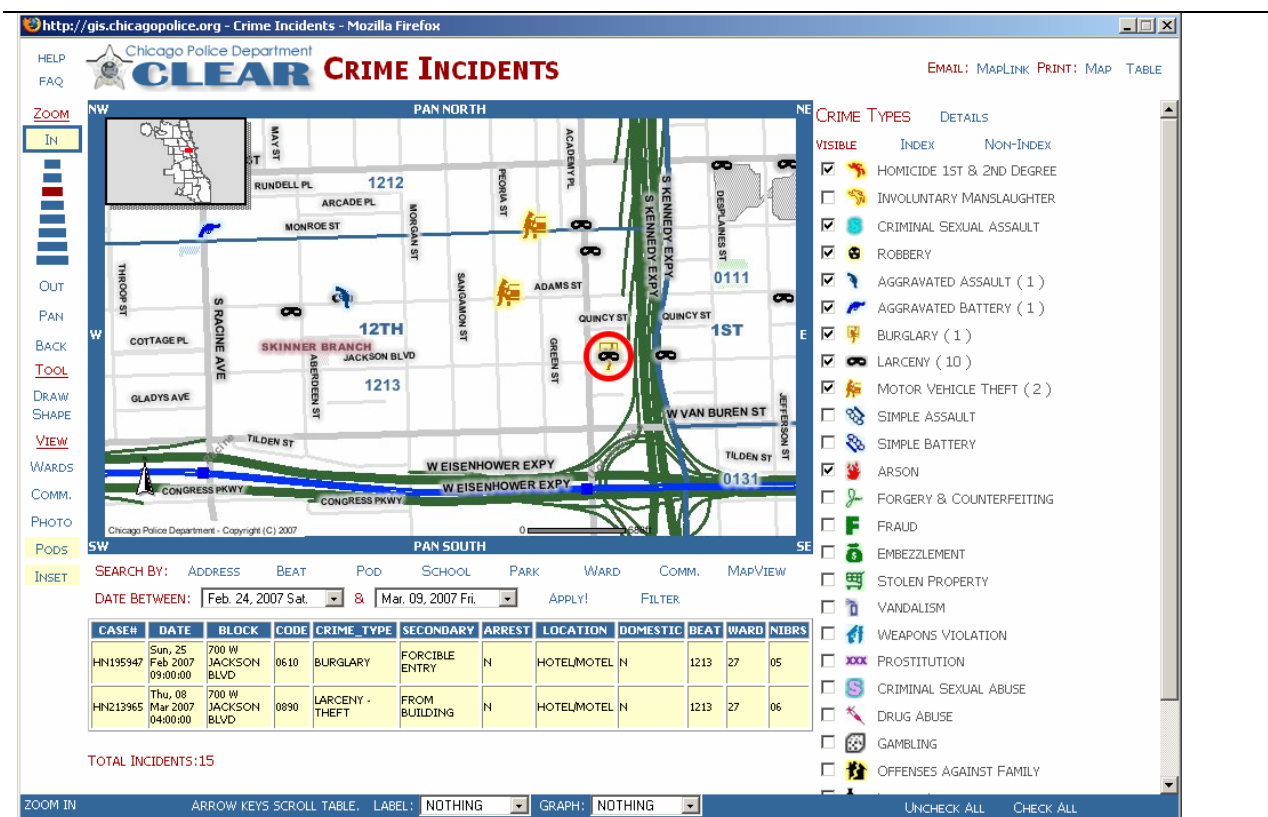 http://gis.chicagopolice.org - Crime Incidents - Mozilla Firefox
HELP
FAQ
Chicago Police Department
CLEAR
CRIME INCIDENTS
EMAIL: MAPLINK PRINT: MAP TABLE
ZOOM
IN
OUT
PAN
BACK
TOOL
DRAW
SHAPE
VIEW
WARDS
COMM.
PHOTO
PODS
INSET
NW
PAN NORTH
NE
MAY ST
ACADEMY PL
ST
RUNDELL PL
1212
PEORIA ST
S KENNEDY EXPY
S KENNEDY EXPY
DESPLAINES ST
ARCADE PL
MORGAN ST
MONROE ST
THROOP ST
SANGAMON ST
0111
ADAMS ST
S RACINE AVE
QUINCY ST
QUINCY ST
12TH
1ST
W
COTTAGE PL
E
SKINNER BRANCH
JACKSON BLVD
GREEN ST
ABERDEEN ST
1213
GLADYS AVE
JEFFERSON ST
W VAN BUREN ST
TILDEN ST
TILDEN ST
W EISENHOWER EXPY
0131
W EISENHOWER EXPY
CONGRESS PKWY
CONGRESS PKWY
Chicago Police Department - Copyright (C) 2007
0
SW
PAN SOUTH
SE
SEARCH BY: ADDRESS BEAT POD SCHOOL PARK WARD COMM. MAPVIEW
DATE BETWEEN: Feb. 24, 2007 Sat. & Mar. 09, 2007 Fri. APPLY! FILTER
CASE# DATE BLOCK CODE CRIME_TYPE SECONDARY ARREST LOCATION DOMESTIC BEAT WARD NIBRS
HN195947 Sun, 25 Feb 2007 09:00:00 700 W JACKSON BLVD 0610 BURGLARY FORCIBLE ENTRY N HOTEL/MOTEL N 1213 27 05
HN213965 Thu, 08 Mar 2007 04:00:00 700 W JACKSON BLVD 0890 LARCENY - THEFT FROM BUILDING N HOTEL/MOTEL N 1213 27 06
TOTAL INCIDENTS:15
CRIME TYPES DETAILS
VISIBLE INDEX NON-INDEX
HOMICIDE 1ST & 2ND DEGREE
INVOLUNTARY MANSLAUGHTER
CRIMINAL SEXUAL ASSAULT
ROBBERY
AGGRAVATED ASSAULT ( 1 )
AGGRAVATED BATTERY ( 1 )
BURGLARY ( 1 )
LARCENY ( 10 )
MOTOR VEHICLE THEFT ( 2 )
SIMPLE ASSAULT
SIMPLE BATTERY
ARSON
FORGERY & COUNTERFEITING
F FRAUD
EMBEZZLEMENT
STOLEN PROPERTY
VANDALISM
WEAPONS VIOLATION
XXX PROSTITUTION
S CRIMINAL SEXUAL ABUSE
DRUG ABUSE
GAMBLING
OFFENSES AGAINST FAMILY
ZOOM IN
ARROW KEYS SCROLL TABLE. LABEL: NOTHING GRAPH: NOTHING
UNCHECK ALL CHECK ALL